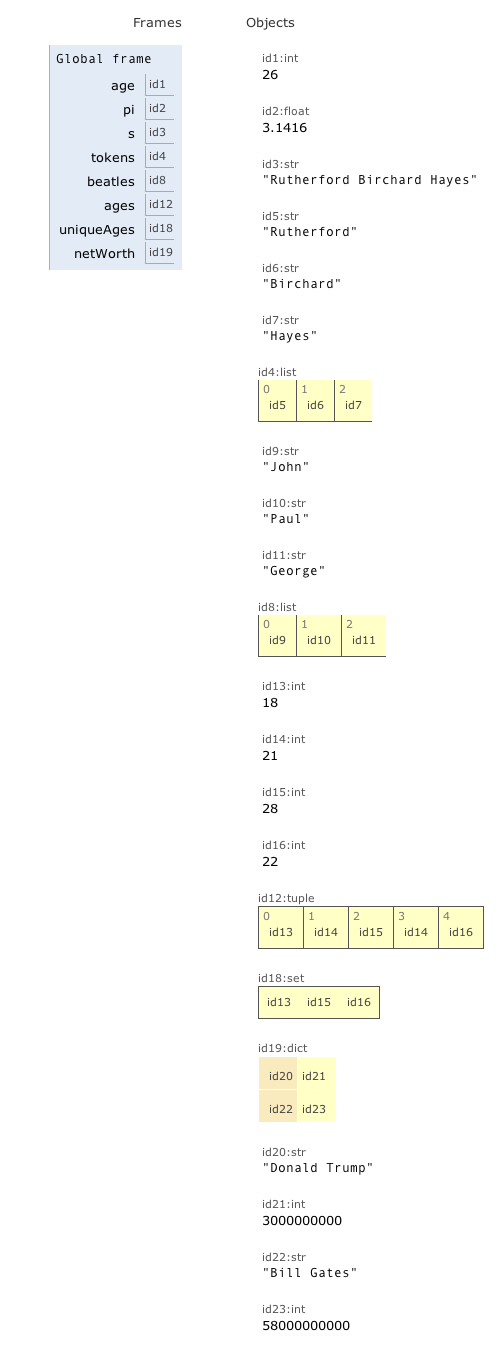 Frames Objects
Global frame
age id1
pi id2
s id3
tokens id4
beatles id8
ages id12
uniqueAges id18
netWorth id19
id1:int
26
id2:float
3.1416
id3:str
"Rutherford Birchard Hayes"
id5:str
"Rutherford"
id6:str
"Birchard"
id7:str
"Hayes"
id4:list
0 1 2
id5 id6 id7
id9:str
"John"
id10:str
"Paul"
id11:str
"George"
id8:list
0 1 2
id9 id10 id11
id13:int
18
id14:int
21
id15:int
28
id16:int
22
id12:tuple
0 1 2 3 4
id13 id14 id15 id14 id16
id18:set
id13 id15 id16
id19:dict
id20 id21
id22 id23
id20:str
"Donald Trump"
id21:int
3000000000
id22:str
"Bill Gates"
id23:int
58000000000